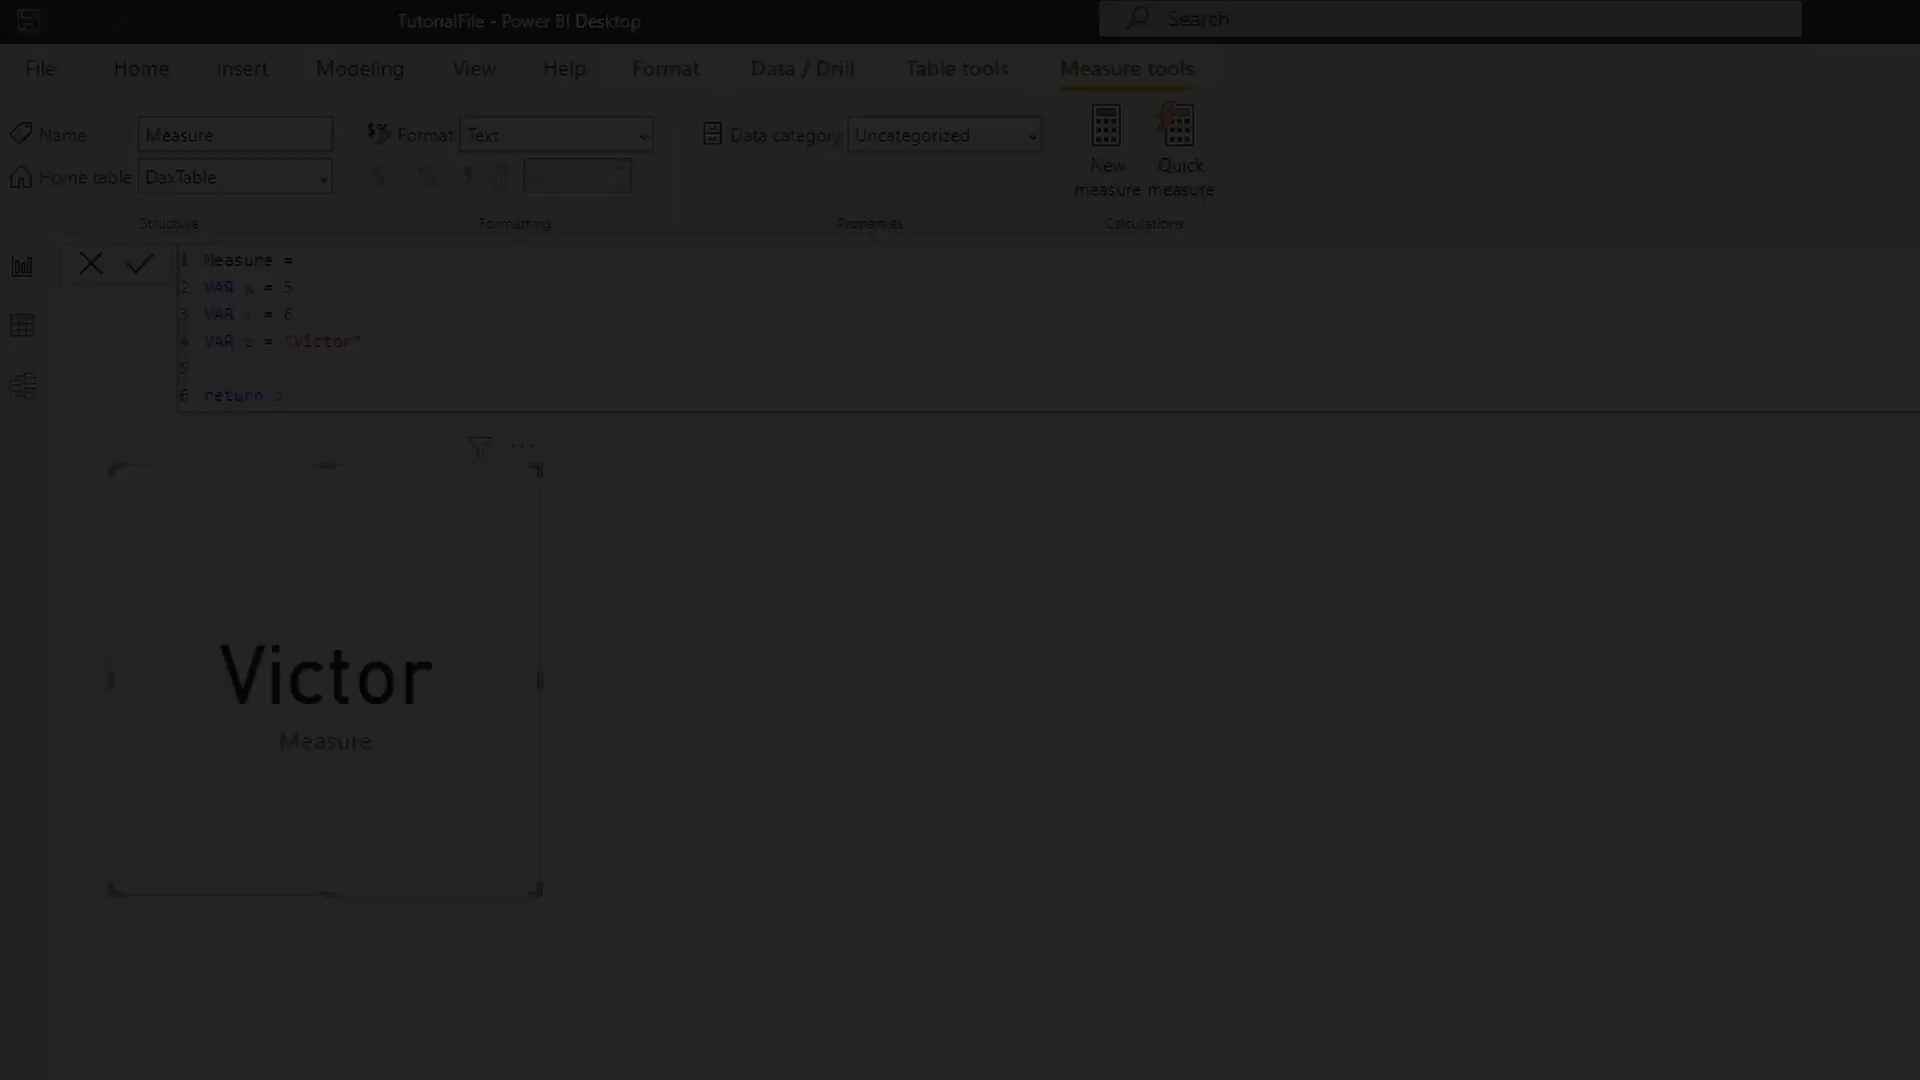 TutorialFile - Power BI Desktop
Search
File Home Insert Modeling View Help Format Data / Drill Table tools Measure tools
Name Measure
Format Text
Data category Uncategorized
New measure
Quick measure
Home table DaxTable
Structure Formatting Properties Calculations
1 Measure =
2 VAR x = 5
3 VAR = 6
4 VAR z = "Victor"
5
6 return
Victor
Measure